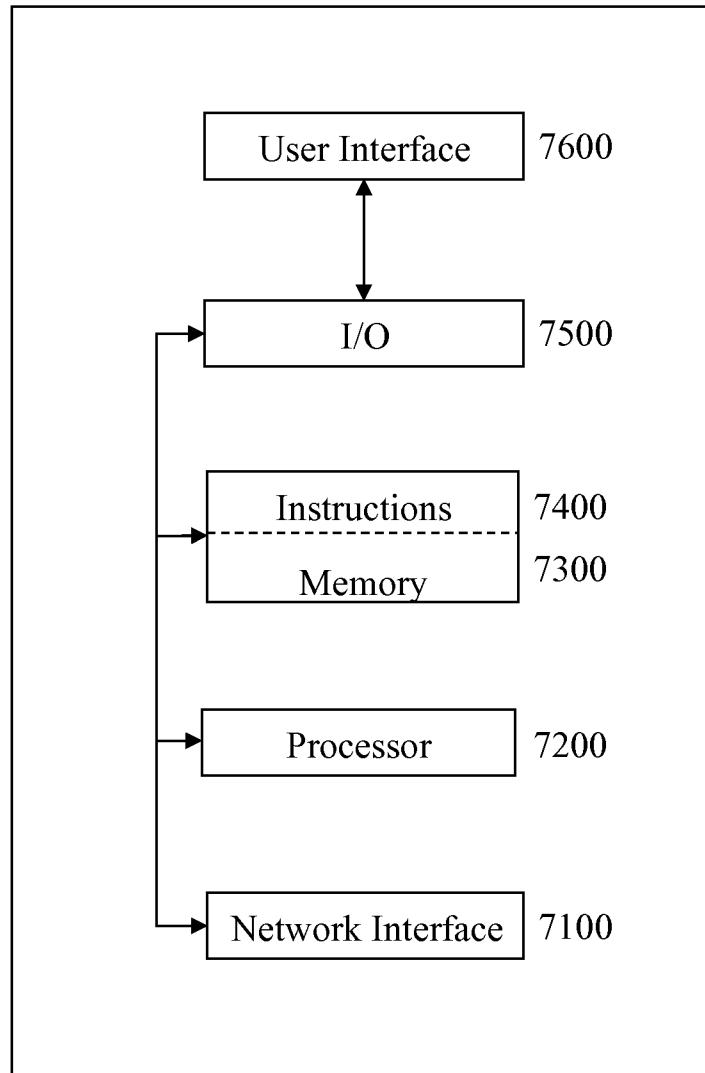 User Interface 7600
I/O 7500
Instructions 7400
Memory 7300
Processor 7200
Network Interface 7100